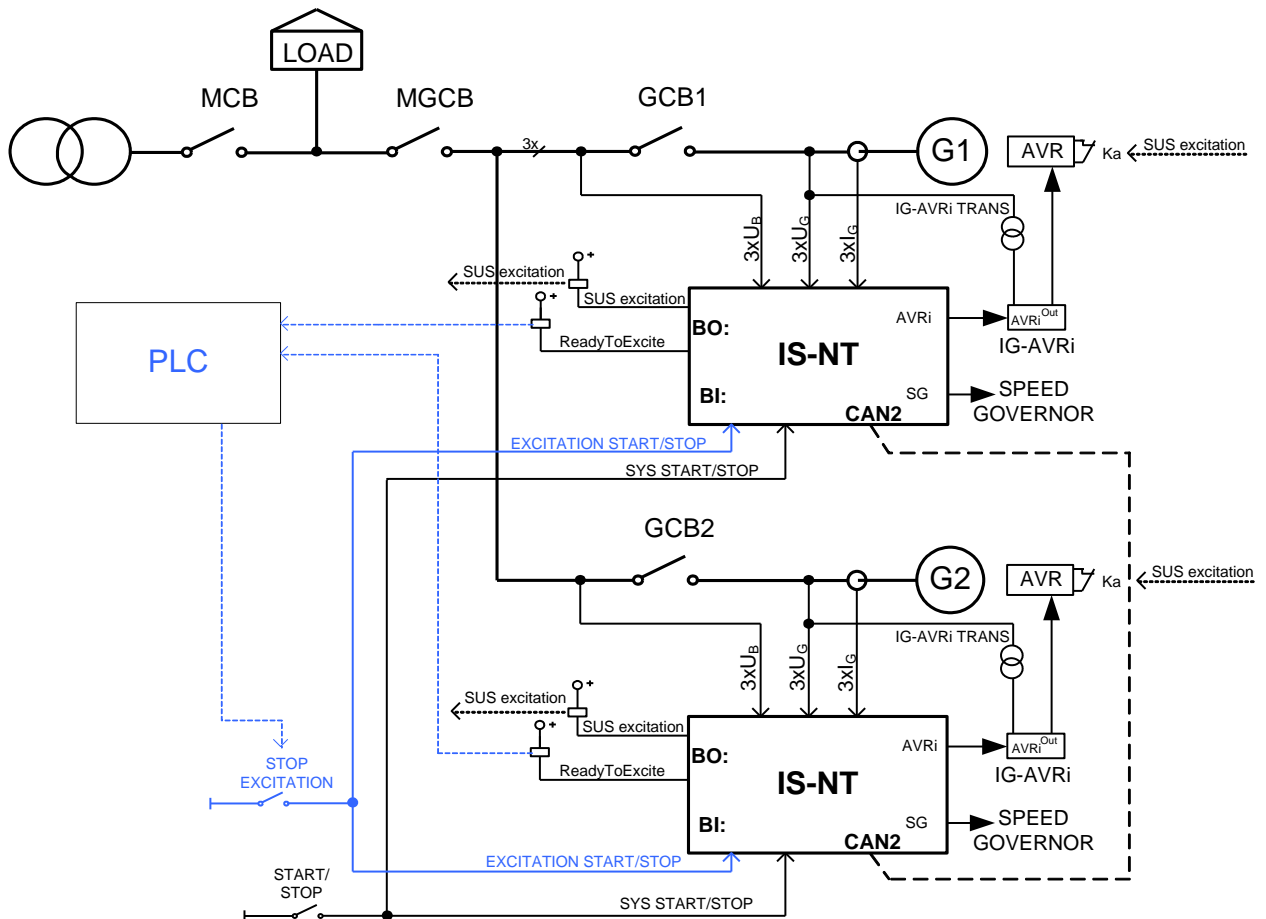 LOAD
MCB
MGCB
GCB1
3x
G1
AVR
Ka
SUS excitation
IG-AVRi TRANS
3xUB
3xUG
3xIG
SUS excitation
+
SUS excitation
+
ReadyToExcite
BO:
IS-NT
BI:
AVRi
SG
CAN2
AVRiOut
IG-AVRi
SPEED
GOVERNOR
PLC
EXCITATION START/STOP
SYS START/STOP
GCB2
G2
AVR
Ka
SUS excitation
IG-AVRi TRANS
3xUB
3xUG
3xIG
SUS excitation
+
SUS excitation
+
ReadyToExcite
BO:
IS-NT
BI:
AVRi
SG
CAN2
AVRiOut
IG-AVRi
SPEED
GOVERNOR
STOP
EXCITATION
EXCITATION START/STOP
START/
STOP
SYS START/STOP